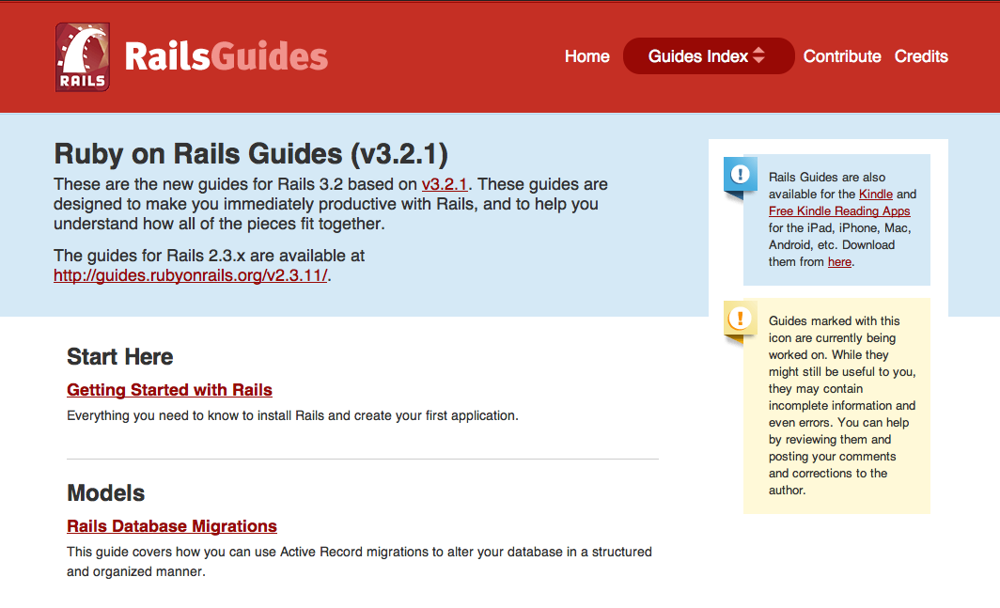 RAILS
RailsGuides
Home
Guides Index
Contribute
Credits
Ruby on Rails Guides (v3.2.1)
These are the new guides for Rails 3.2 based on v3.2.1. These guides are
designed to make you immediately productive with Rails, and to help you
understand how all of the pieces fit together.
The guides for Rails 2.3.x are available at
http://guides.rubyonrails.org/v2.3.11/.
Rails Guides are also
available for the Kindle and
Free Kindle Reading Apps
for the iPad, iPhone, Mac,
Android, etc. Download
them from here.
Guides marked with this
icon are currently being
worked on. While they
might still be useful to you,
they may contain
incomplete information and
even errors. You can help
by reviewing them and
posting your comments
and corrections to the
author.
Start Here
Getting Started with Rails
Everything you need to know to install Rails and create your first application.
Models
Rails Database Migrations
This guide covers how you can use Active Record migrations to alter your database in a structured
and organized manner.